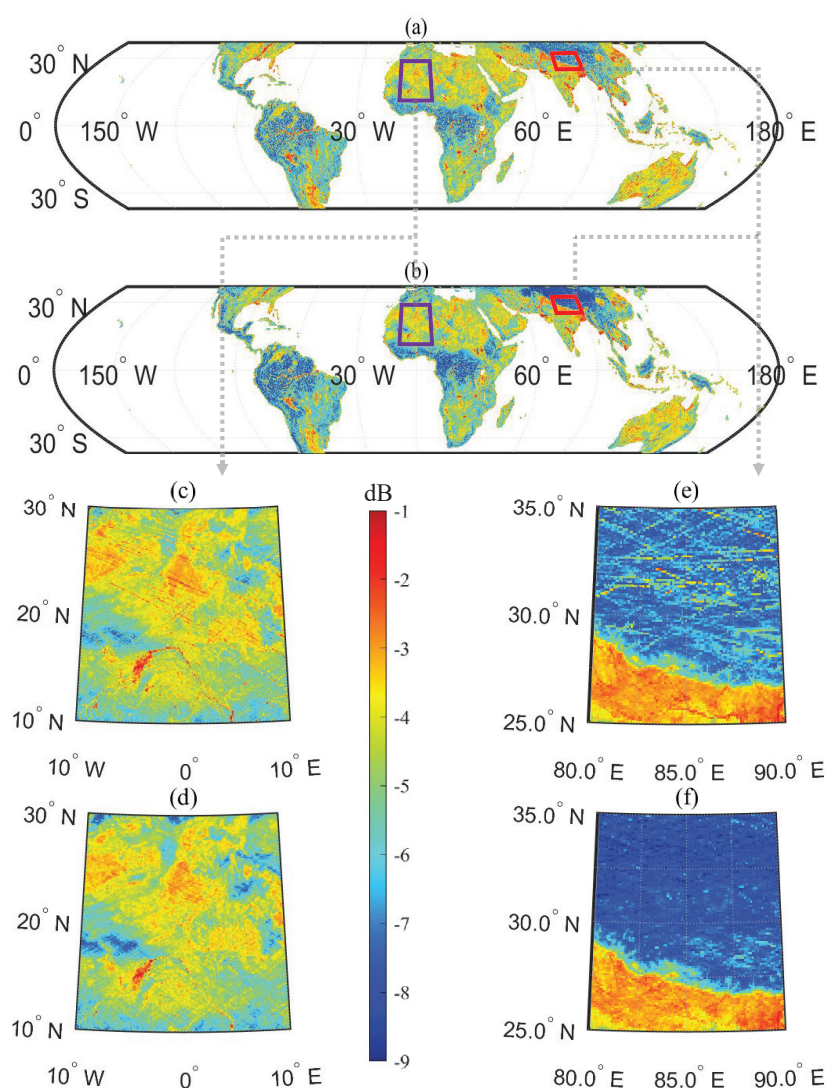 (a)
30° N
0° 150° W 30° W 60° E 180° E
30° S
(b)
30° N
0° 150° W 30° W 60° E 180° E
30° S
(c) dB (e)
30° N
20° N
10° N
10° W 0° 10° E
-1
-2
-3
-4
-5
-6
-7
-8
-9
35.0° N
30.0° N
25.0° N
80.0° E 85.0° E 90.0° E
(d)
30° N
20° N
10° N
10° W 0° 10° E
(f)
35.0° N
30.0° N
25.0° N
80.0° E 85.0° E 90.0° E